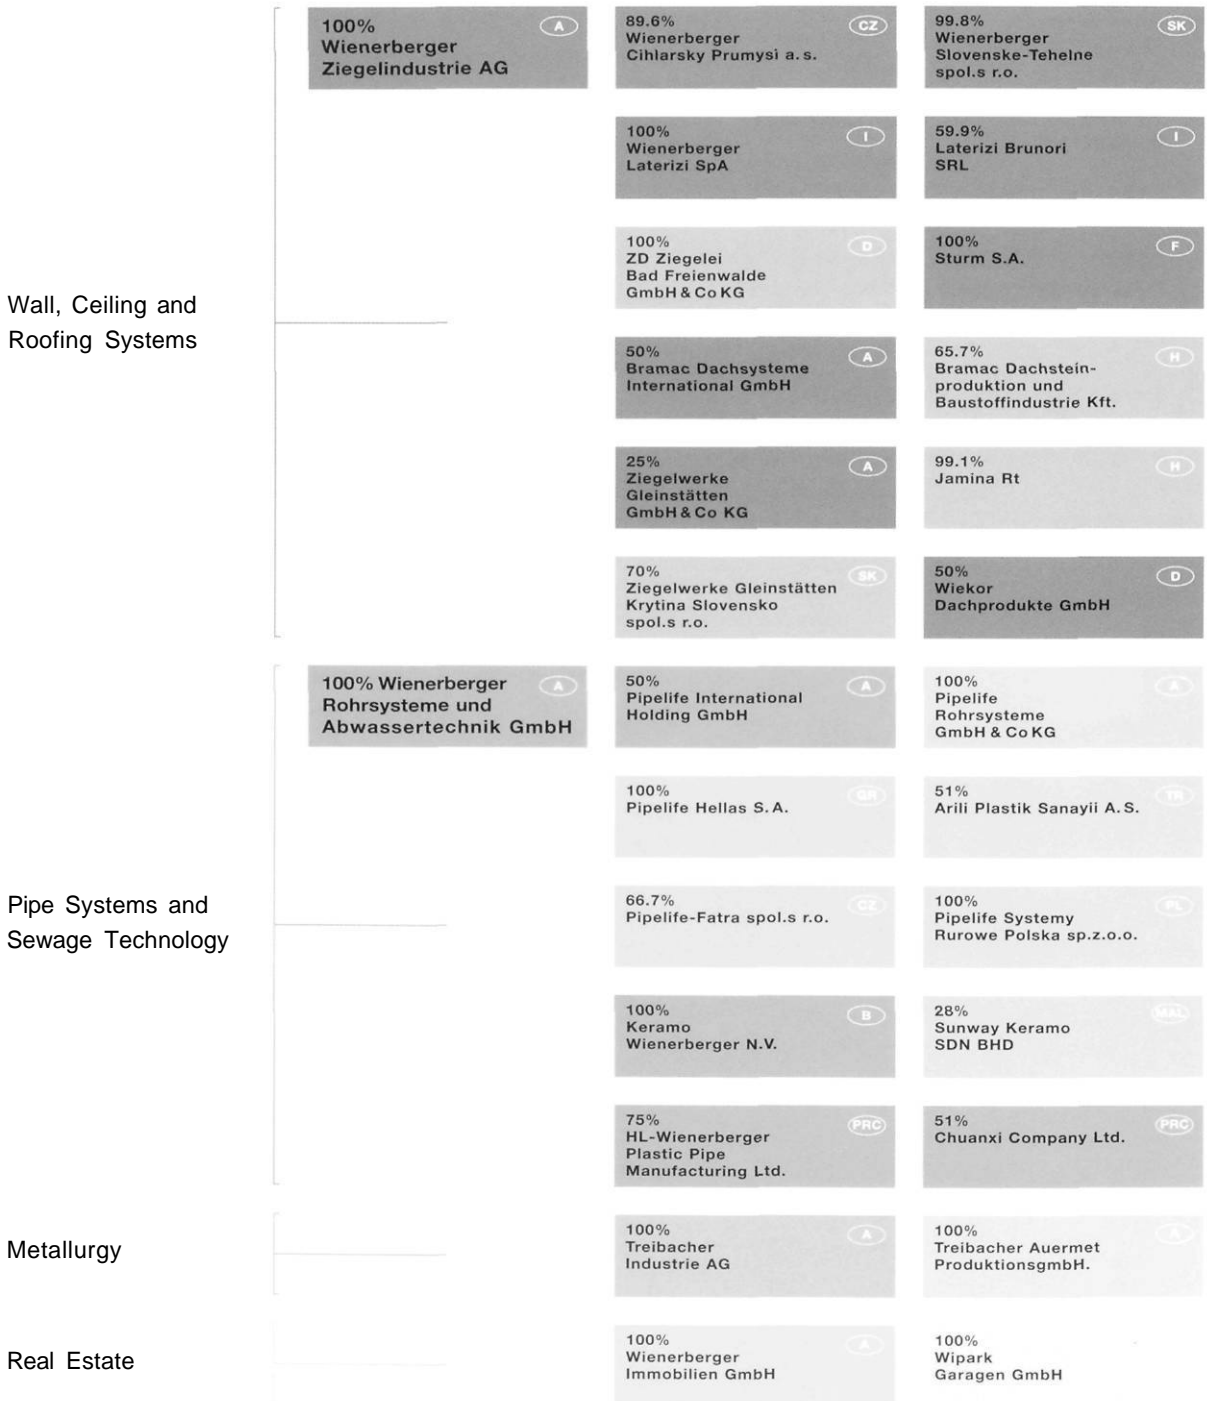 Wall, Ceiling and
Roofing Systems
100%
Wienerberger
Ziegelindustrie AG
A
89.6%
Wienerberger
Cihlarsky Prumysi a.s.
CZ
99.8%
Wienerberger
Slovenske-Tehelne
spol.s r.o.
SK
100%
Wienerberger
Laterizi SpA
I
59.9%
Laterizi Brunori
SRL
I
100%
ZD Ziegelei
Bad Freienwalde
GmbH & Co KG
D
100%
Sturm S.A.
F
50%
Bramac Dachsysteme
International GmbH
A
65.7%
Bramac Dachstein-
produktion und
Baustoffindustrie Kft.
H
25%
Ziegelwerke
Gleinstätten
GmbH & Co KG
A
99.1%
Jamina Rt
H
70%
Ziegelwerke Gleinstätten
Krytina Slovensko
spol.s r.o.
SK
50%
Wiekor
Dachprodukte GmbH
D
Pipe Systems and
Sewage Technology
100% Wienerberger
Rohrsysteme und
Abwassertechnik GmbH
A
50%
Pipelife International
Holding GmbH
A
100%
Pipelife
Rohrsysteme
GmbH & Co KG
A
100%
Pipelife Hellas S.A.
GR
51%
Arili Plastik Sanayii A.S.
TR
66.7%
Pipelife-Fatra spol.s r.o.
CZ
100%
Pipelife Systemy
Rurowe Polska sp.z.o.o.
PL
100%
Keramo
Wienerberger N.V.
B
28%
Sunway Keramo
SDN BHD
MAL
75%
HL-Wienerberger
Plastic Pipe
Manufacturing Ltd.
PRC
51%
Chuanxi Company Ltd.
PRC
Metallurgy
100%
Treibacher
Industrie AG
A
100%
Treibacher Auermet
ProduktionsgmbH.
A
Real Estate
100%
Wienerberger
Immobilien GmbH
A
100%
Wipark
Garagen GmbH